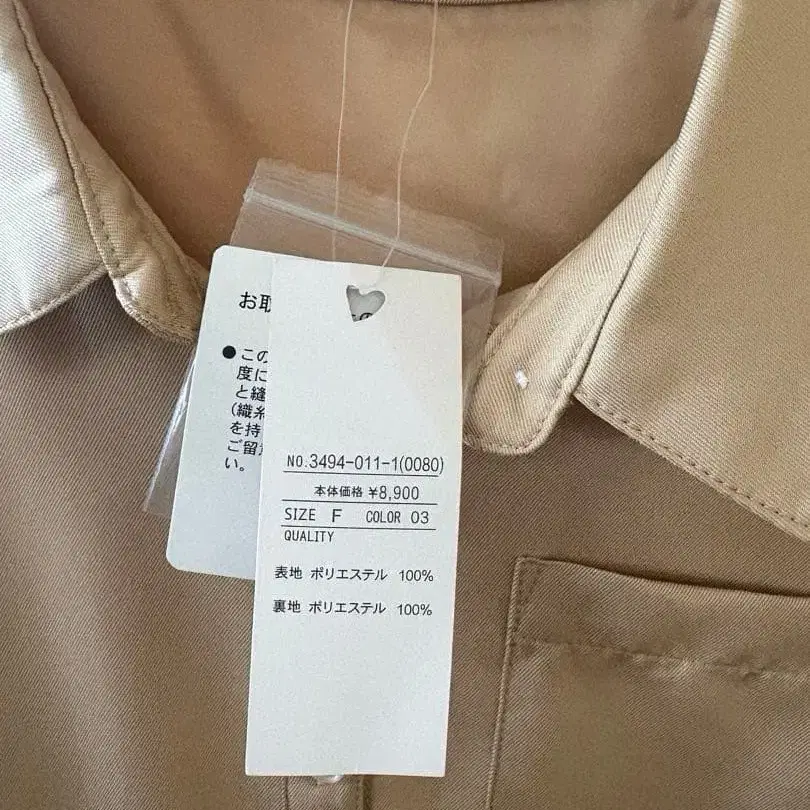 お取
●この
度に
と縫
(織糸
を持
ご留意
い。
NO.3494-011-1(0080)
本体価格 ¥8,900
SIZE F COLOR 03
QUALITY
表地 ポリエステル 100%
裏地 ポリエステル 100%